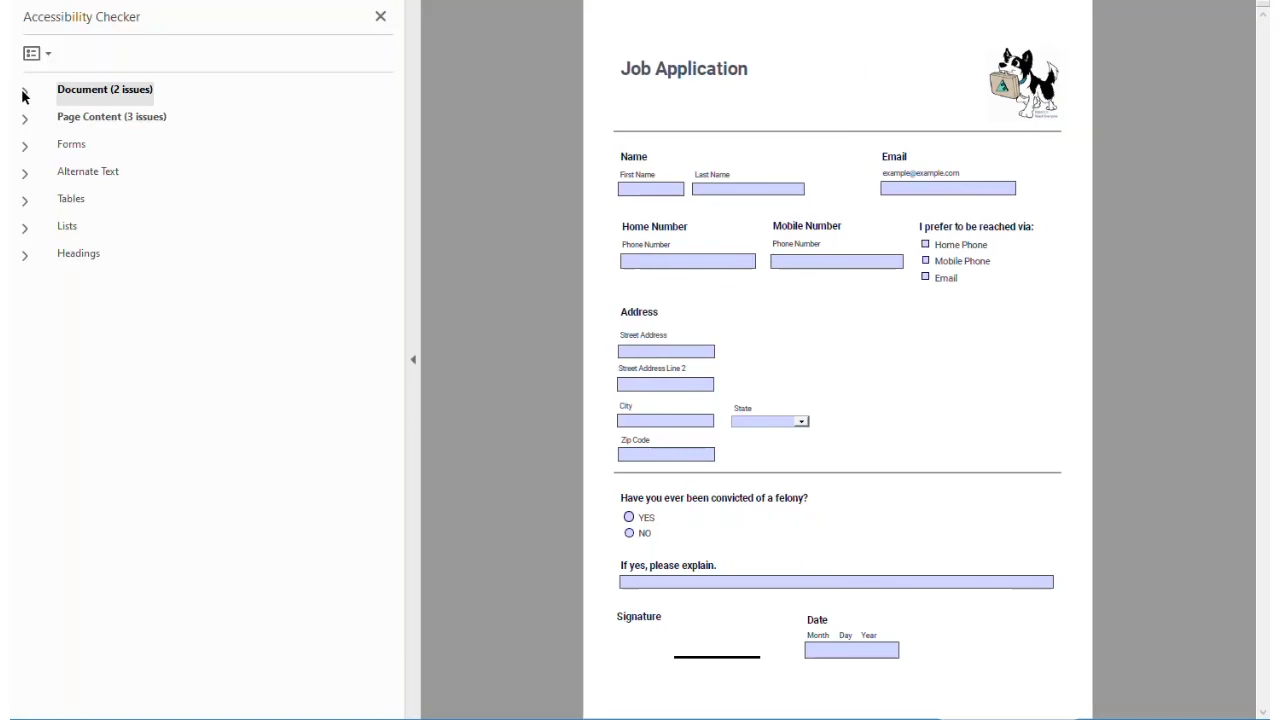 Accessibility Checker
Document (2 issues)
Page Content (3 issues)
Forms
Alternate Text
Tables
Lists
Headings
Job Application
Name
Email
First Name
Last Name
example@example.com
Home Number
Mobile Number
I prefer to be reached via:
Phone Number
Phone Number
Home Phone
Mobile Phone
Email
Address
Street Address
Street Address Line 2
City
State
Zip Code
Have you ever been convicted of a felony?
YES
NO
If yes, please explain.
Signature
Date
Month Day Year